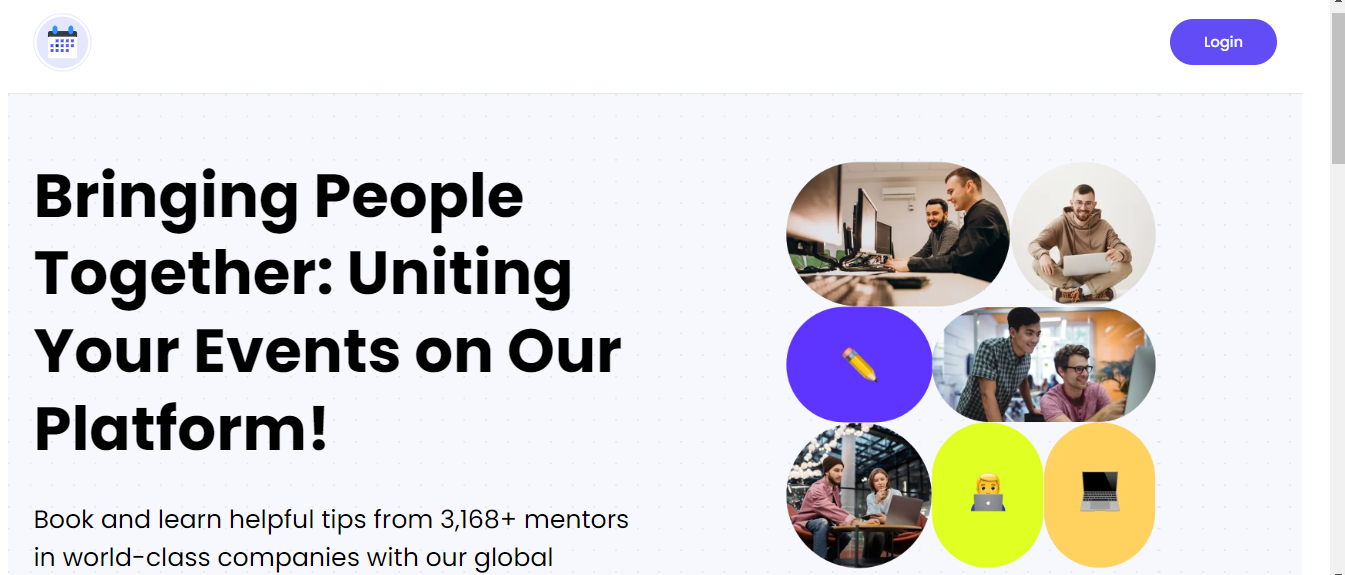 Login
Bringing People
Together: Uniting
Your Events on Our
Platform!
Book and learn helpful tips from 3,168+ mentors
in world-class companies with our global